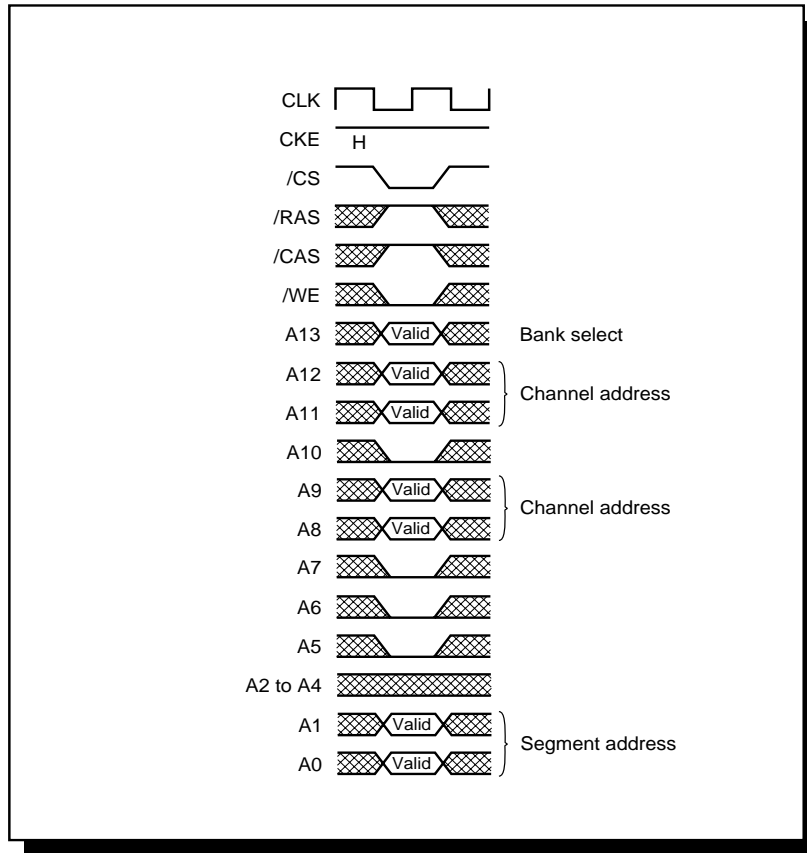 CLK
CKE H
/CS
/RAS
/CAS
/WE
A13 Valid Bank select
A12 Valid
Channel address
A11 Valid
A10
A9 Valid
Channel address
A8 Valid
A7
A6
A5
A2 to A4
A1 Valid
Segment address
A0 Valid